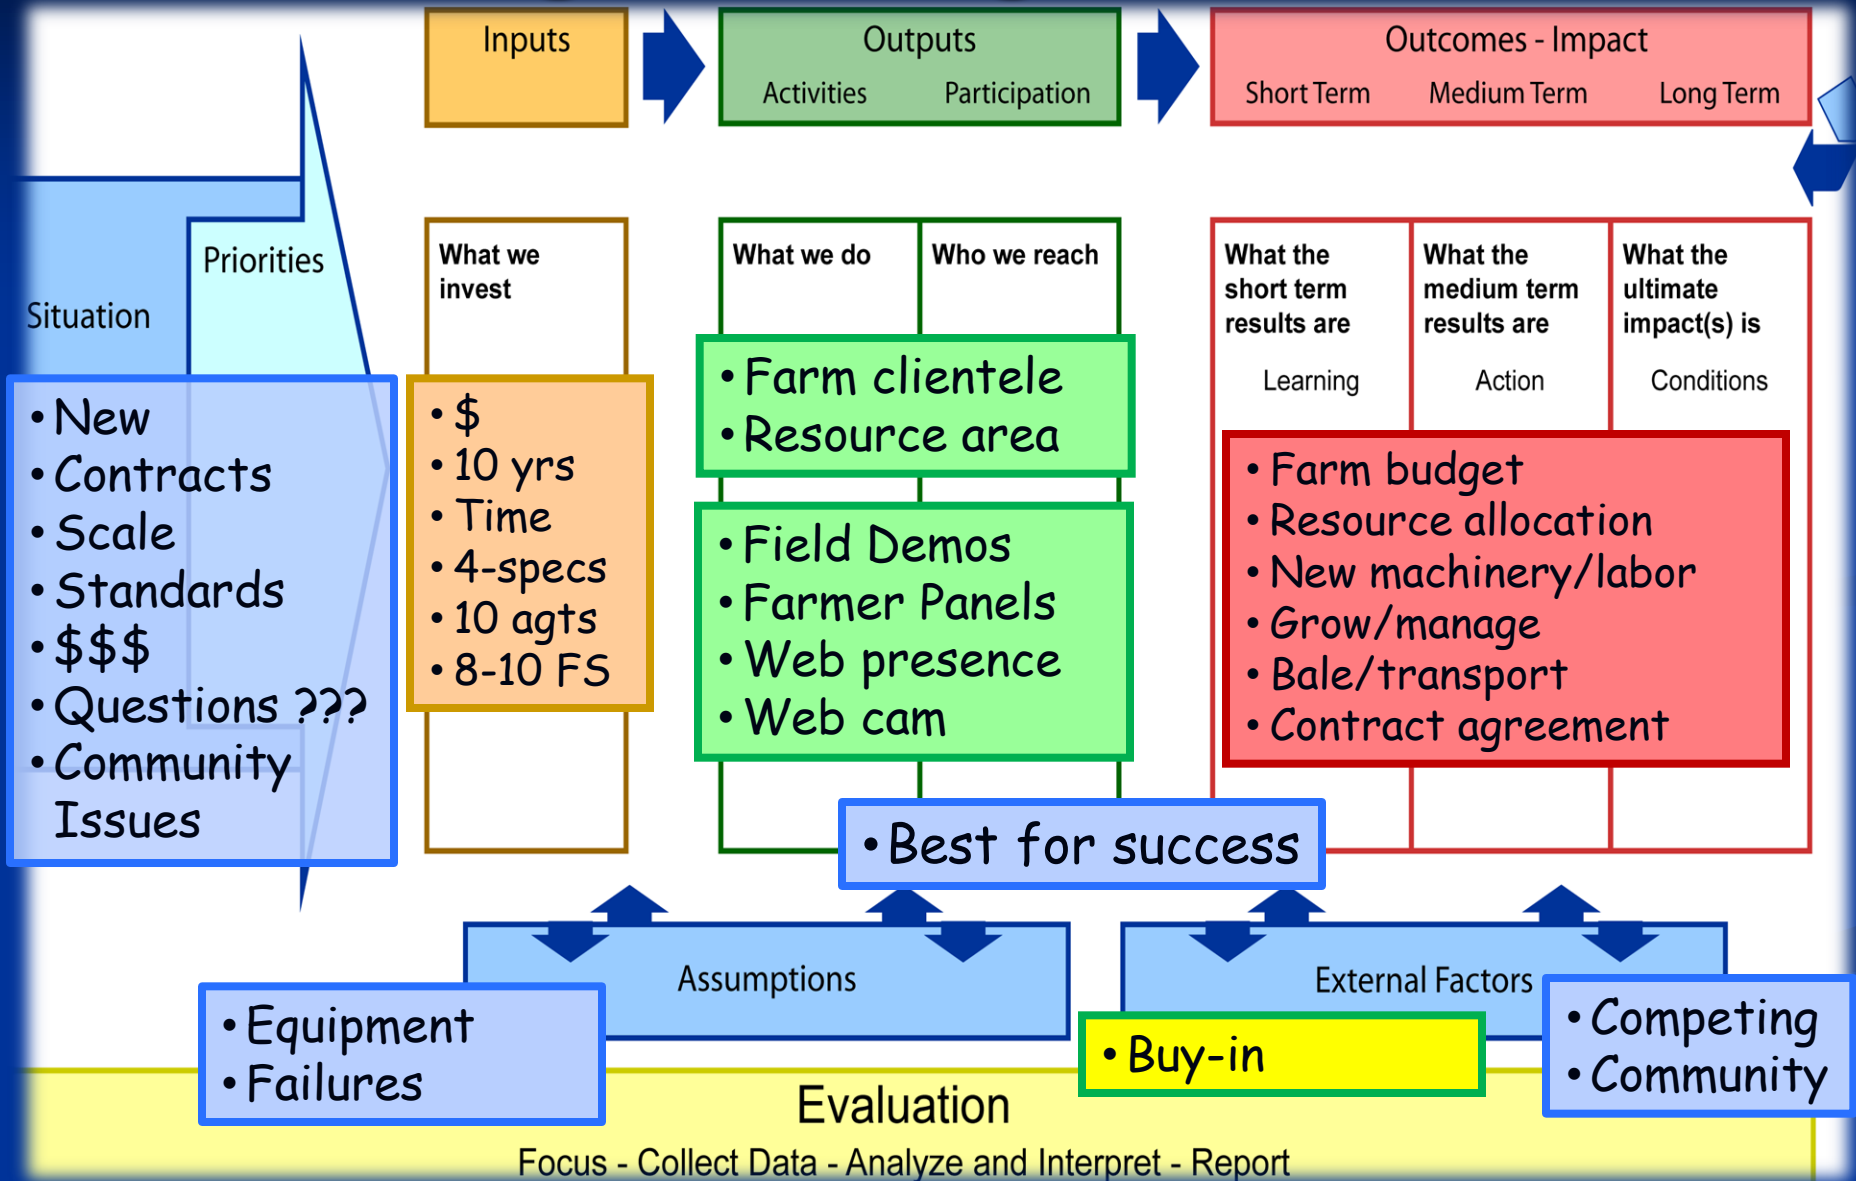 Inputs
Outputs
Activities
Participation
Outcomes - Impact
Short Term
Medium Term
Long Term
Situation
Priorities
• New
• Contracts
• Scale
• Standards
• $$$
• Questions ???
• Community
Issues
What we
invest
• $
• 10 yrs
• Time
• 4-specs
• 10 agts
• 8-10 FS
What we do
Who we reach
• Farm clientele
• Resource area
• Field Demos
• Farmer Panels
• Web presence
• Web cam
What the
short term
results are
Learning
What the
medium term
results are
Action
What the
ultimate
impact(s) is
Conditions
• Farm budget
• Resource allocation
• New machinery/labor
• Grow/manage
• Bale/transport
• Contract agreement
• Best for success
Assumptions
• Equipment
• Failures
External Factors
• Buy-in
• Competing
• Community
Evaluation
Focus - Collect Data - Analyze and Interpret - Report